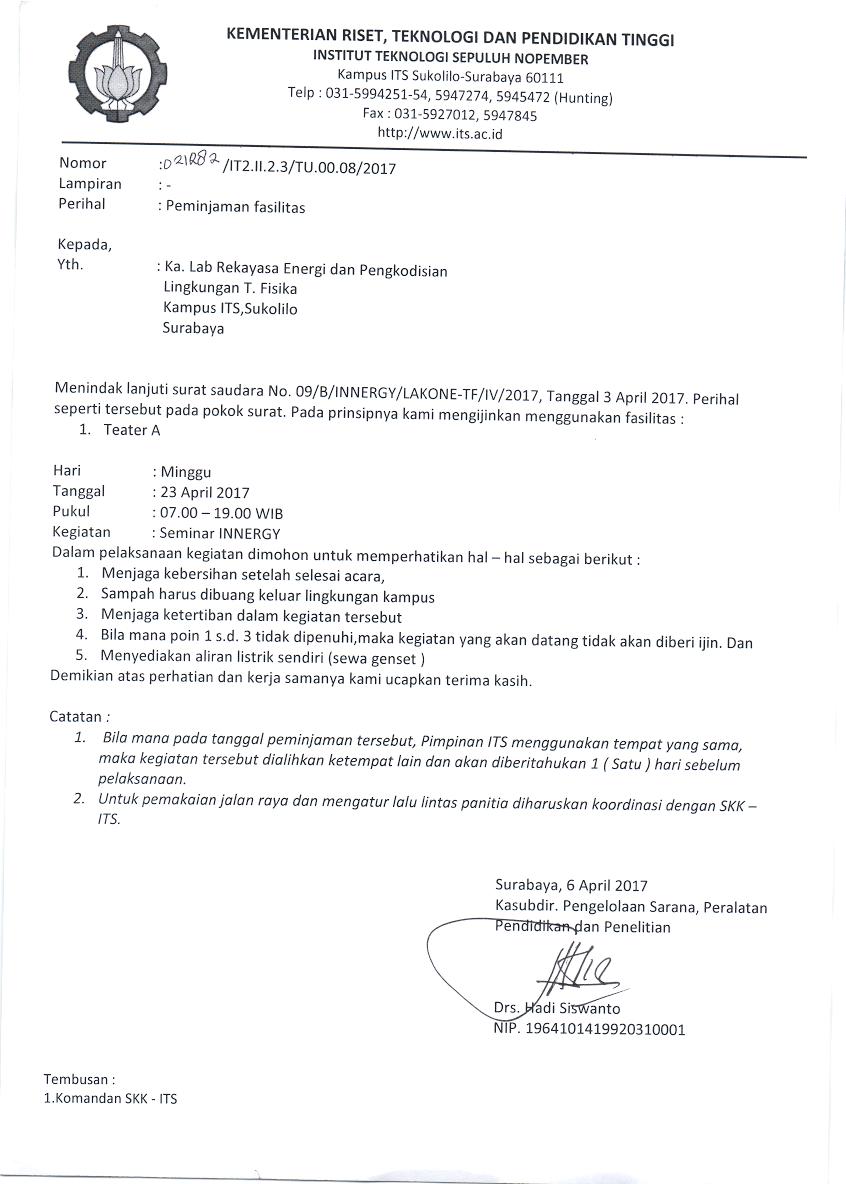 KEMENTERIAN RISET, TEKNOLOGI DAN PENDIDIKAN TINGGI
INSTITUT TEKNOLOGI SEPULUH NOPEMBER
Kampus ITS Sukolilo-Surabaya 60111
Telp : 031-5994251-54, 5947274, 5945472 (Hunting)
Fax : 031-5927012, 5947845
http://www.its.ac.id
Nomor : /IT2.II.2.3/TU.00.08/2017
Lampiran : -
Perihal : Peminjaman fasilitas
Kepada,
Yth. : Ka. Lab Rekayasa Energi dan Pengkodisian
Lingkungan T. Fisika
Kampus ITS,Sukolilo
Surabaya
Menindak lanjuti surat saudara No. 09/B/INNERGY/LAKONE-TF/IV/2017, Tanggal 3 April 2017. Perihal
seperti tersebut pada pokok surat. Pada prinsipnya kami mengijinkan menggunakan fasilitas :
1. Teater A
Hari : Minggu
Tanggal : 23 April 2017
Pukul : 07.00 – 19.00 WIB
Kegiatan : Seminar INNERGY
Dalam pelaksanaan kegiatan dimohon untuk memperhatikan hal – hal sebagai berikut :
1. Menjaga kebersihan setelah selesai acara,
2. Sampah harus dibuang keluar lingkungan kampus
3. Menjaga ketertiban dalam kegiatan tersebut
4. Bila mana poin 1 s.d. 3 tidak dipenuhi,maka kegiatan yang akan datang tidak akan diberi ijin. Dan
5. Menyediakan aliran listrik sendiri (sewa genset )
Demikian atas perhatian dan kerja samanya kami ucapkan terima kasih.
Catatan :
1. Bila mana pada tanggal peminjaman tersebut, Pimpinan ITS menggunakan tempat yang sama,
maka kegiatan tersebut dialihkan ketempat lain dan akan diberitahukan 1 ( Satu ) hari sebelum
pelaksanaan.
2. Untuk pemakaian jalan raya dan mengatur lalu lintas panitia diharuskan koordinasi dengan SKK –
ITS.
Surabaya, 6 April 2017
Kasubdir. Pengelolaan Sarana, Peralatan
Pendidikan dan Penelitian
Drs. Hadi Siswanto
NIP. 1964101419920310001
Tembusan :
1.Komandan SKK - ITS